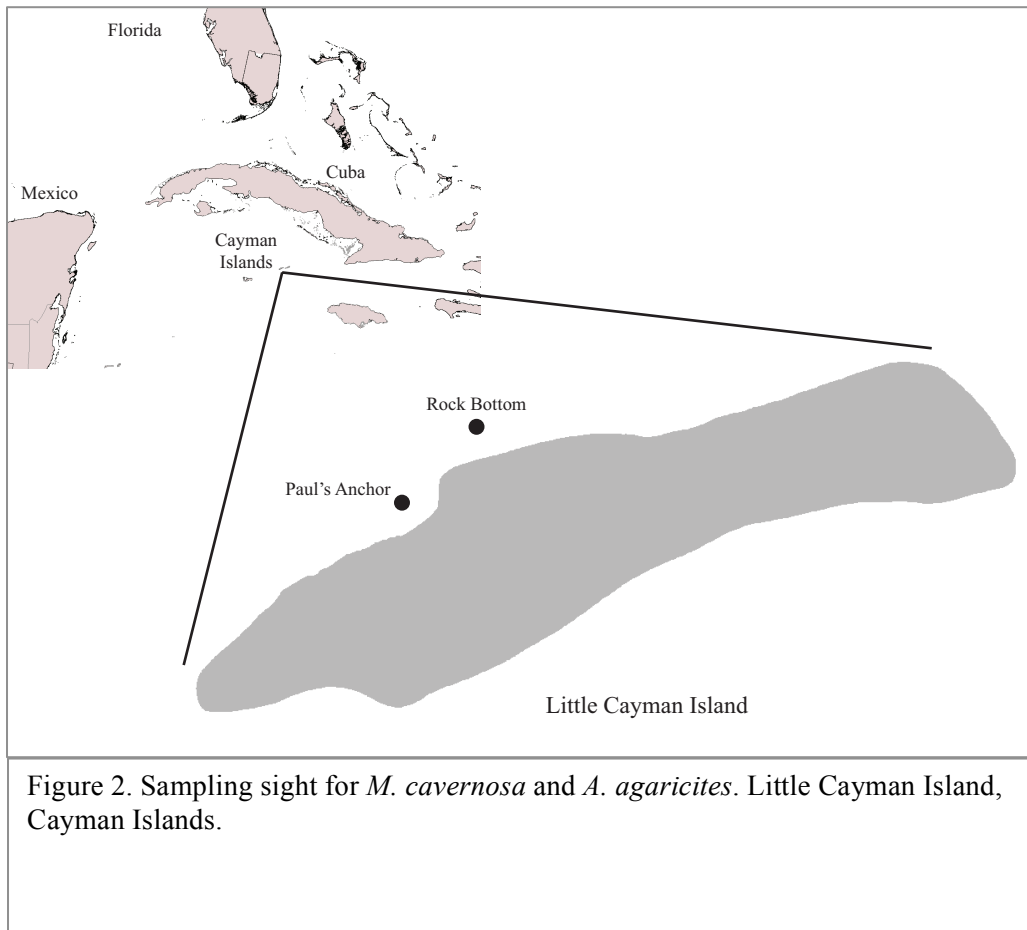 Florida
Cuba
Mexico
Cayman
Islands
Rock Bottom
Paul’s Anchor
Little Cayman Island
Figure 2. Sampling sight for M. cavernosa and A. agaricites. Little Cayman Island,
Cayman Islands.